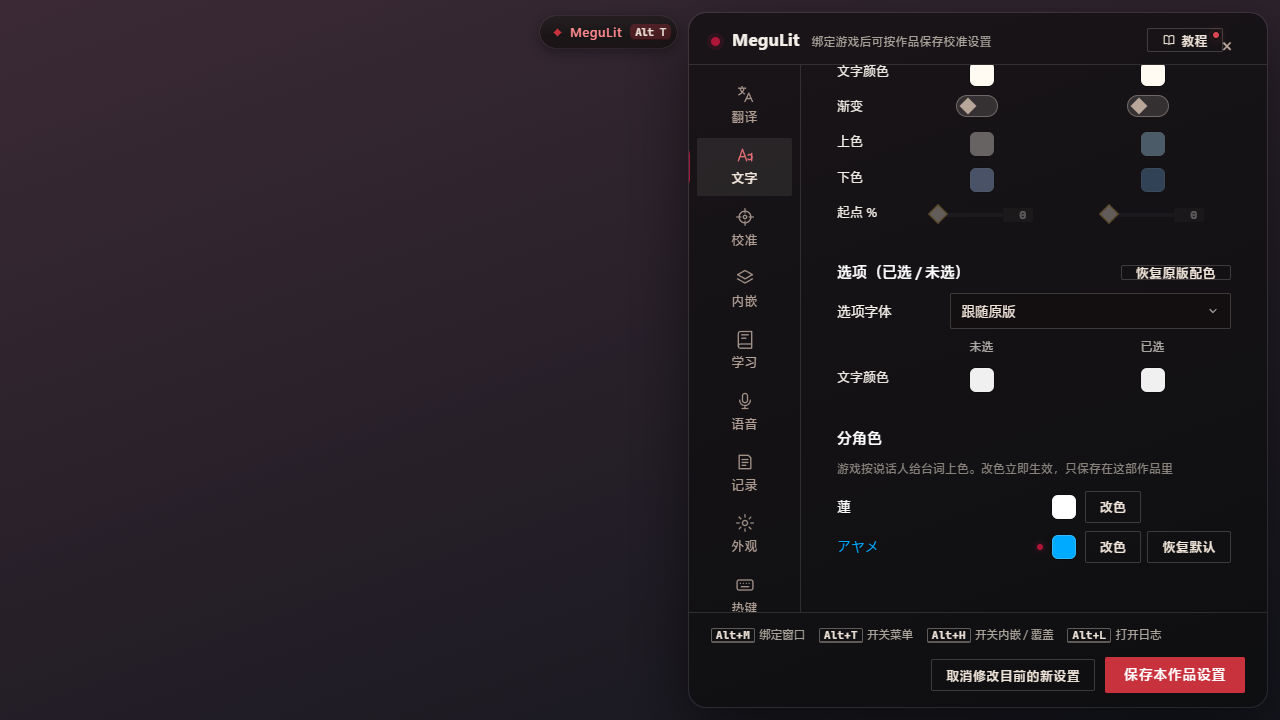 MeguLit Alt T
MeguLit 绑定游戏后可按作品保存校准设置 教程
翻译
文字
校准
内嵌
学习
语音
记录
外观
热键
文字颜色
渐变
上色
下色
起点 % 0 0
选项（已选 / 未选） 恢复原版配色
选项字体 跟随原版
未选 已选
文字颜色
分角色
游戏按说话人给台词上色。改色立即生效，只保存在这部作品里
蓮 改色
アヤメ 改色 恢复默认
Alt+M 绑定窗口 Alt+T 开关菜单 Alt+H 开关内嵌 / 覆盖 Alt+L 打开日志
取消修改目前的新设置 保存本作品设置